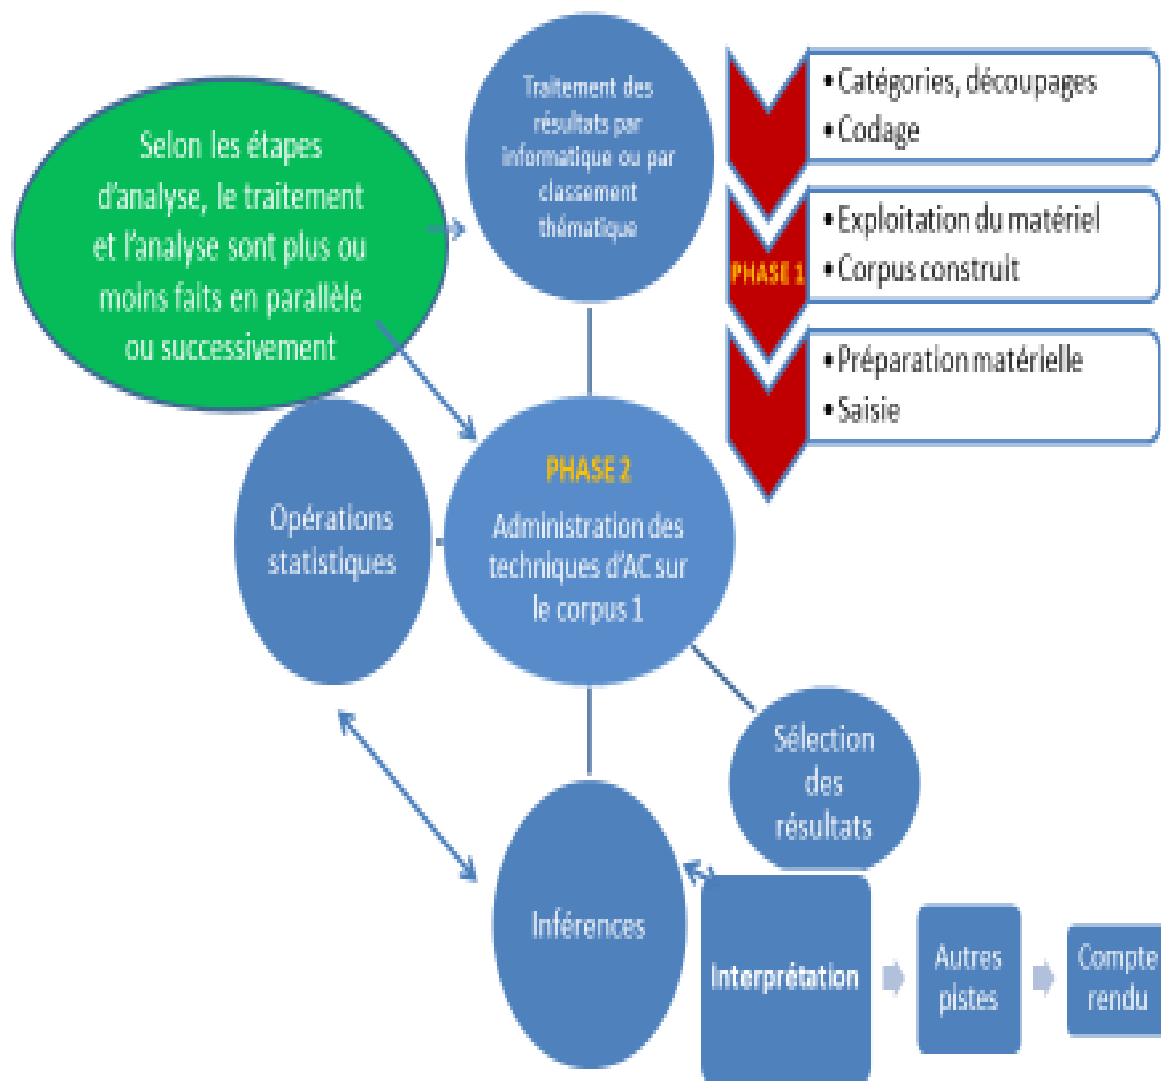 Traitement des
résultats par
informatique ou par
classement
thématique
Selon les étapes
d'analyse, le traitement
et l'analyse sont plus ou
moins faits en parallèle
ou successivement
•Catégories, découpages
•Codage
PHASE 1
•Exploitation du matériel
•Corpus construit
•Préparation matérielle
•Saisie
PHASE 2
Administration des
techniques d'AC sur
le corpus 1
Opérations
statistiques
Sélection
des
résultats
Inférences
Interprétation
Autres
pistes
Compte
rendu